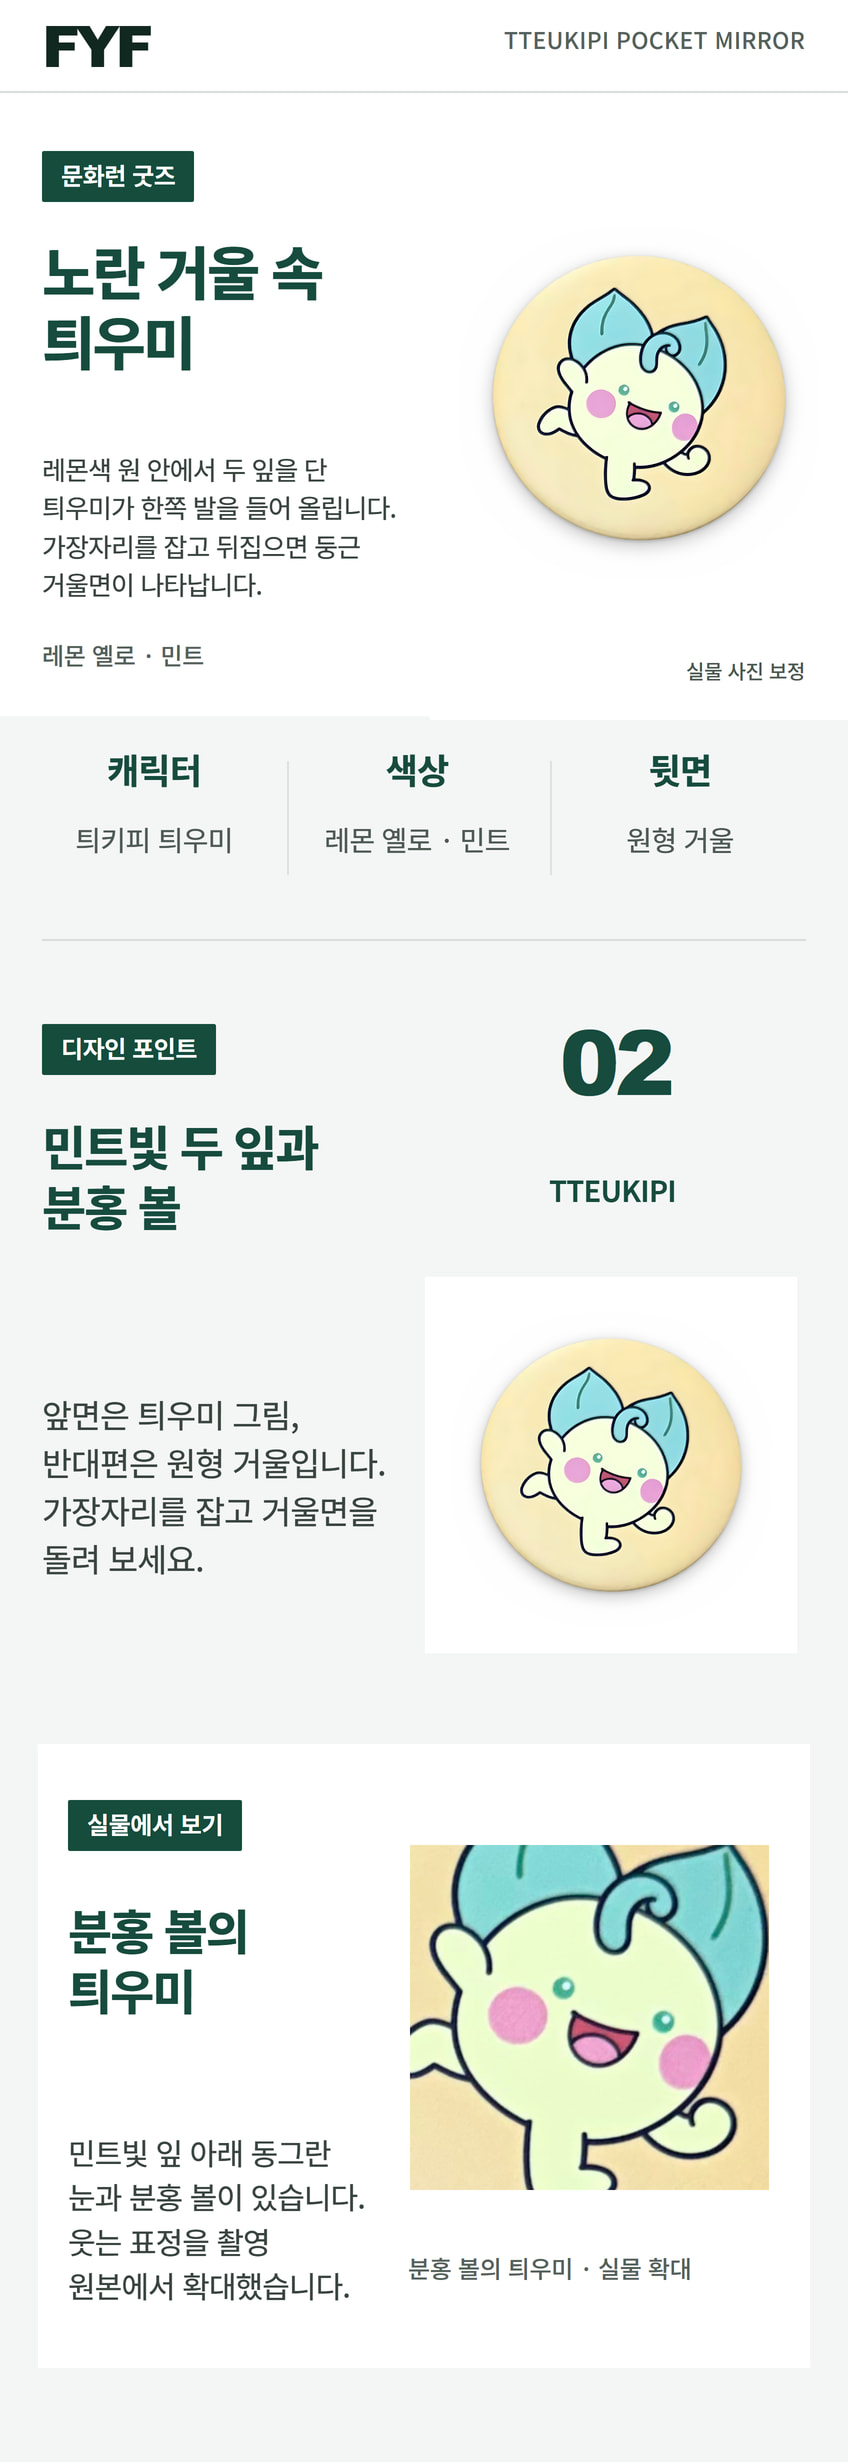 FYF
TTEUKIPI POCKET MIRROR
문화런 굿즈
노란 거울 속
틔우미
레몬색 원 안에서 두 잎을 단
틔우미가 한쪽 발을 들어 올립니다.
가장자리를 잡고 뒤집으면 둥근
거울면이 나타납니다.
레몬 옐로 · 민트
실물 사진 보정
캐릭터
색상
뒷면
틔키피 틔우미
레몬 옐로 · 민트
원형 거울
디자인 포인트
02
민트빛 두 잎과
분홍 볼
TTEUKIPI
앞면은 틔우미 그림,
반대편은 원형 거울입니다.
가장자리를 잡고 거울면을
돌려 보세요.
실물에서 보기
분홍 볼의
틔우미
민트빛 잎 아래 동그란
눈과 분홍 볼이 있습니다.
웃는 표정을 촬영
원본에서 확대했습니다.
분홍 볼의 틔우미 · 실물 확대